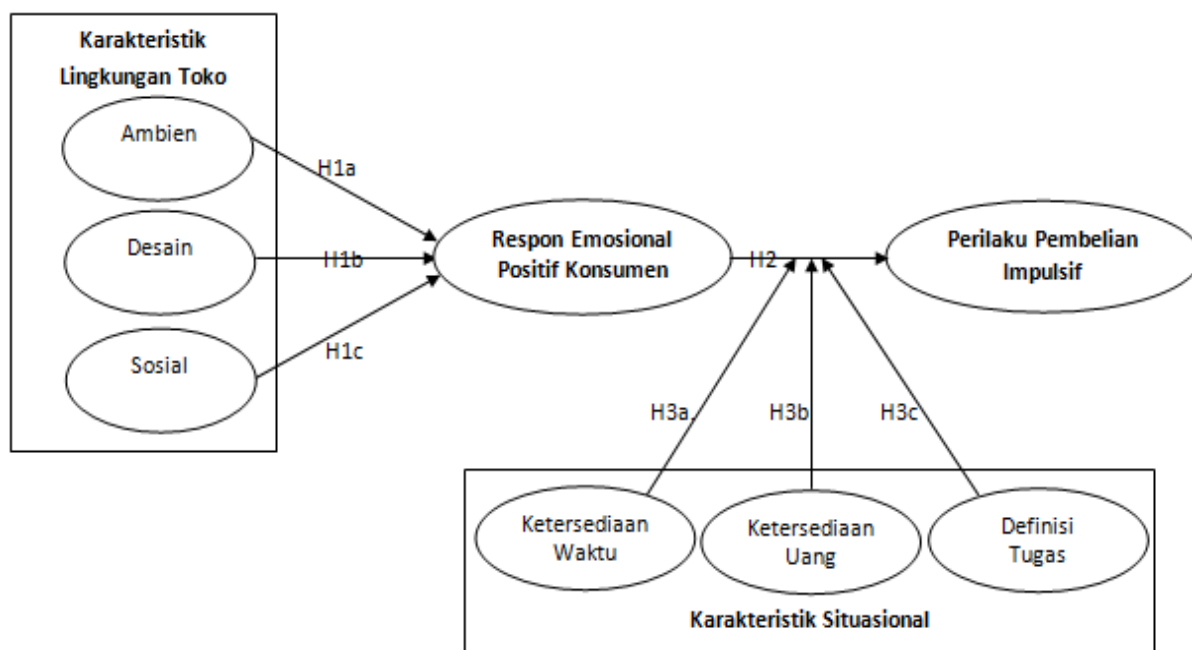 Karakteristik
Lingkungan Toko
Ambien
Desain
Sosial
H1a
H1b
H1c
Respon Emosional
Positif Konsumen
H2
Perilaku Pembelian
Impulsif
H3a.
H3b
H3c
Ketersediaan
Waktu
Ketersediaan
Uang
Definisi
Tugas
Karakteristik Situasional